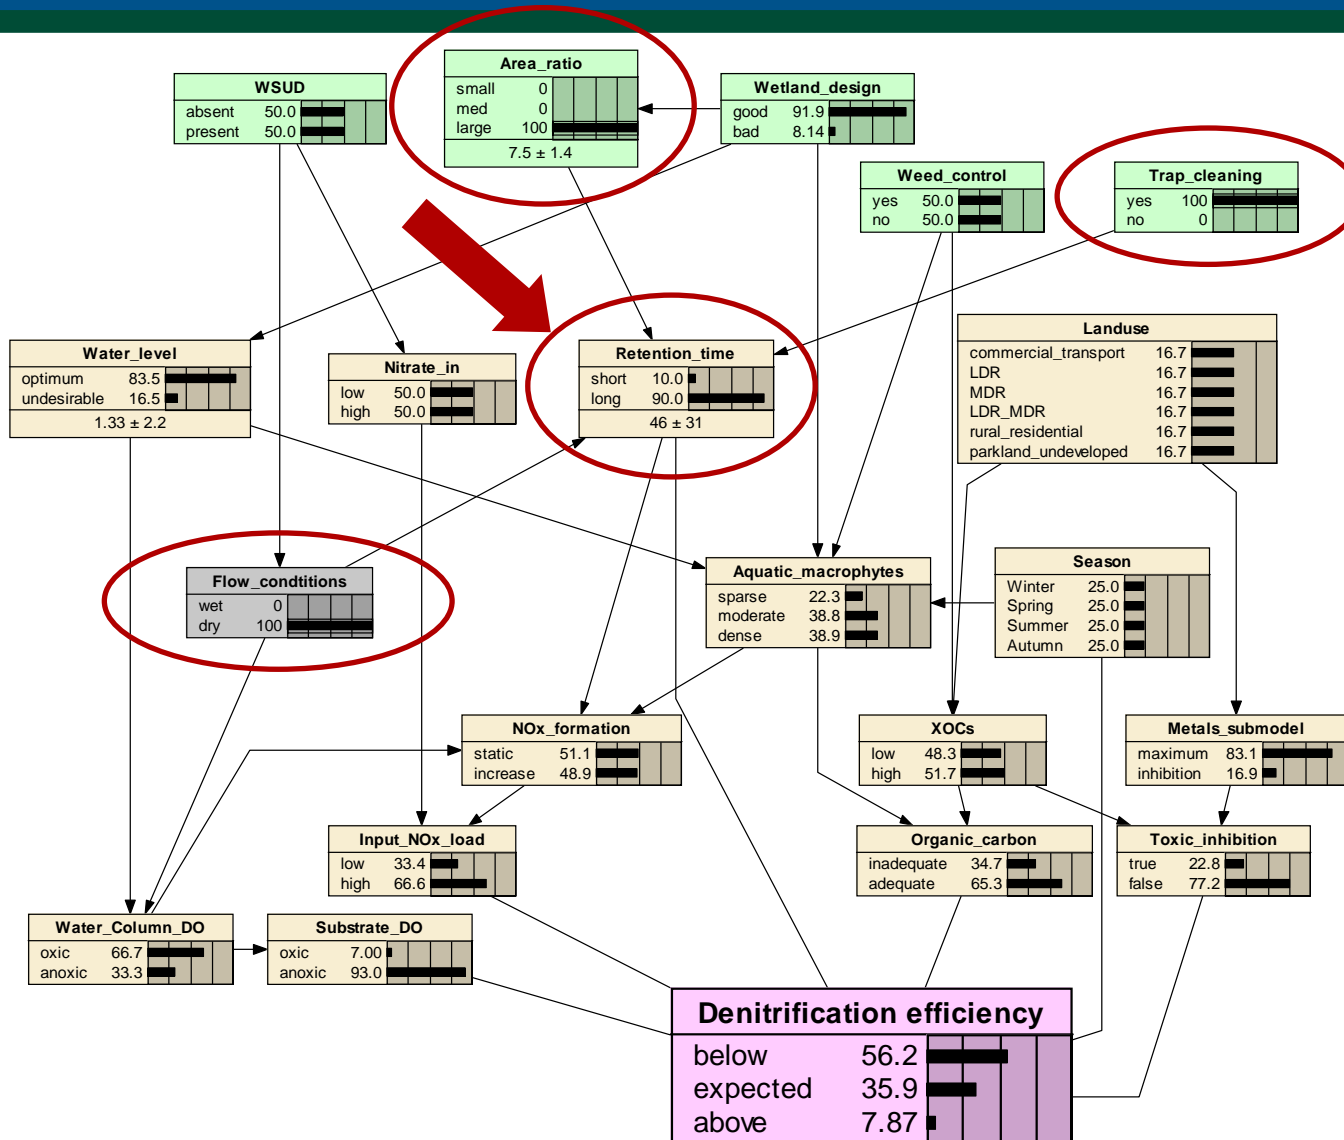 Area_ratio
small 0
med 0
large 100
7.5 ± 1.4
WSUD
absent 50.0
present 50.0
Wetland_design
good 91.9
bad 8.14
Weed_control
yes 50.0
no 50.0
Trap_cleaning
yes 100
no 0
Water_level
optimum 83.5
undesirable 16.5
1.33 ± 2.2
Nitrate_in
low 50.0
high 50.0
Retention_time
short 10.0
long 90.0
46 ± 31
Landuse
commercial_transport 16.7
LDR 16.7
MDR 16.7
LDR_MDR 16.7
rural_residential 16.7
parkland_undeveloped 16.7
Flow_condtitions
wet 0
dry 100
Aquatic_macrophytes
sparse 22.3
moderate 38.8
dense 38.9
Season
Winter 25.0
Spring 25.0
Summer 25.0
Autumn 25.0
NOx_formation
static 51.1
increase 48.9
XOCs
low 48.3
high 51.7
Metals_submodel
maximum 83.1
inhibition 16.9
Input_NOx_load
low 33.4
high 66.6
Organic_carbon
inadequate 34.7
adequate 65.3
Toxic_inhibition
true 22.8
false 77.2
Water_Column_DO
oxic 66.7
anoxic 33.3
Substrate_DO
oxic 7.00
anoxic 93.0
Denitrification efficiency
below 56.2
expected 35.9
above 7.87